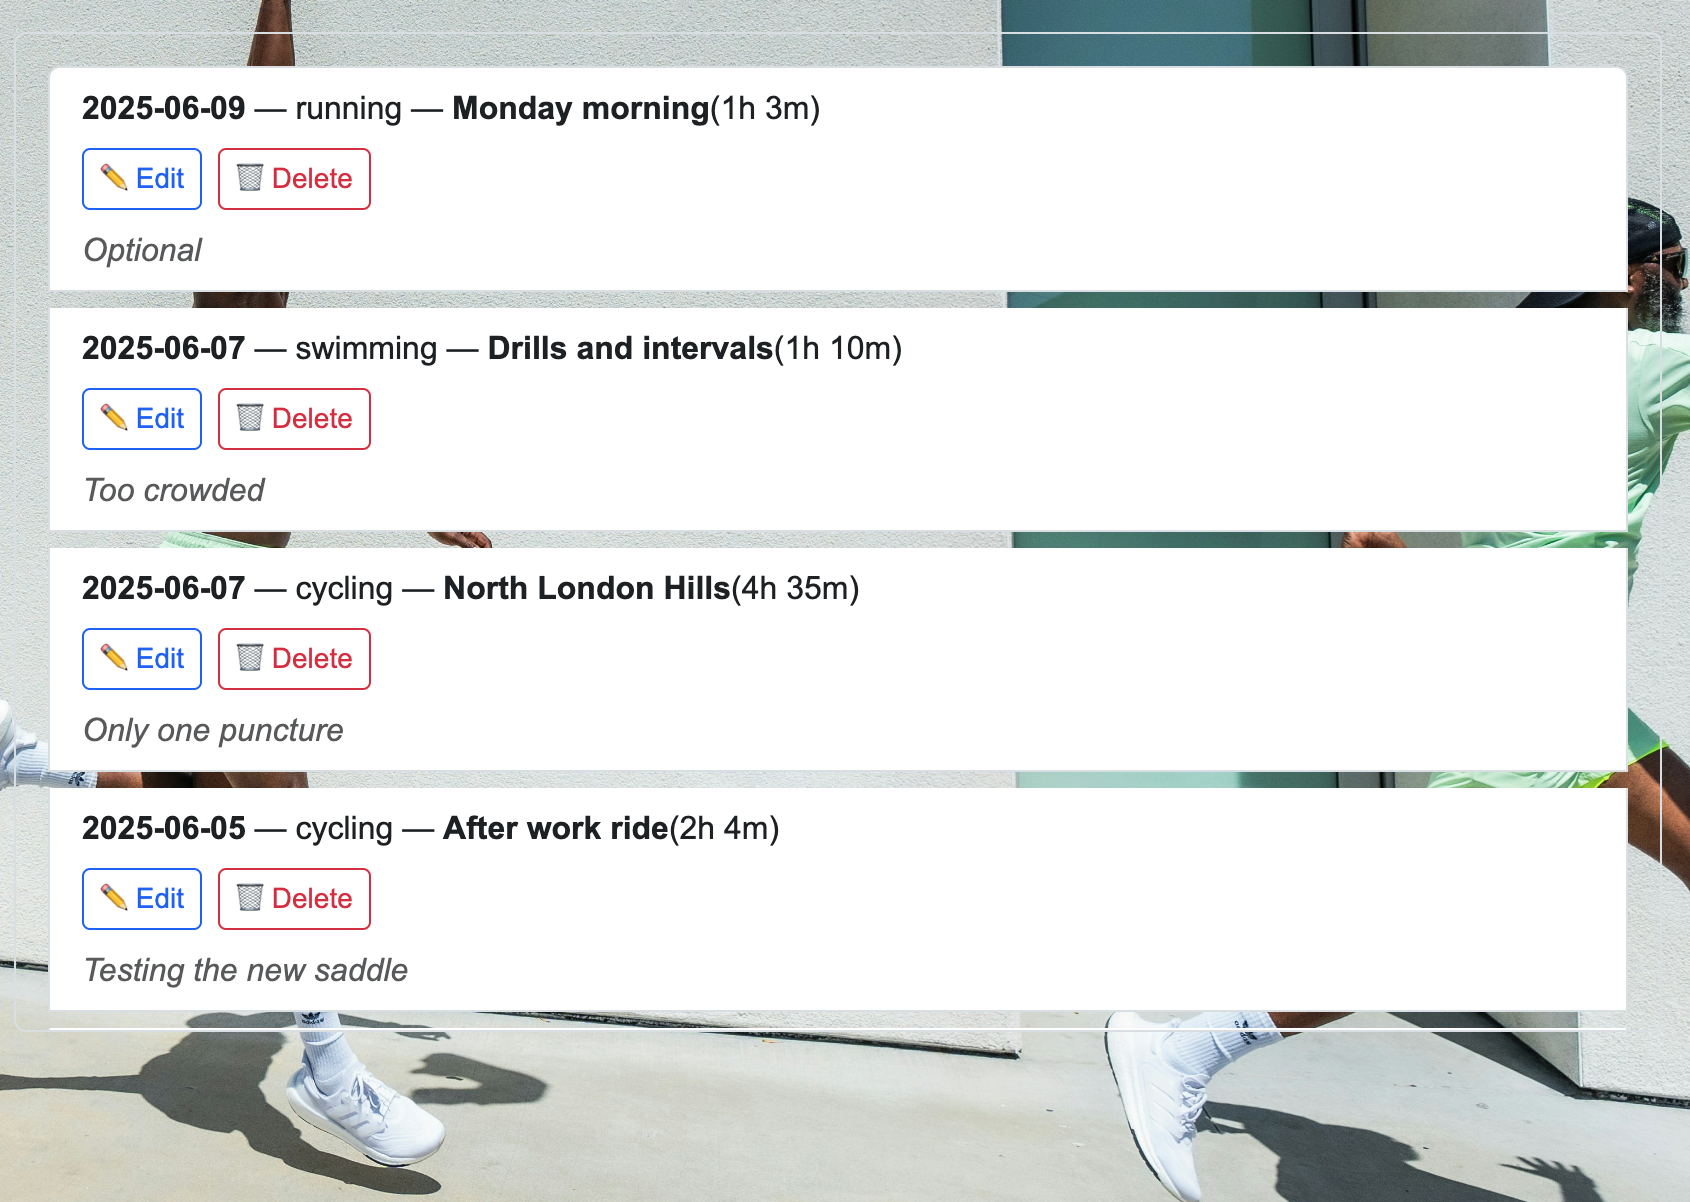 2025-06-09 — running — Monday morning(1h 3m)
Edit Delete
Optional
2025-06-07 — swimming — Drills and intervals(1h 10m)
Edit Delete
Too crowded
2025-06-07 — cycling — North London Hills(4h 35m)
Edit Delete
Only one puncture
2025-06-05 — cycling — After work ride(2h 4m)
Edit Delete
Testing the new saddle